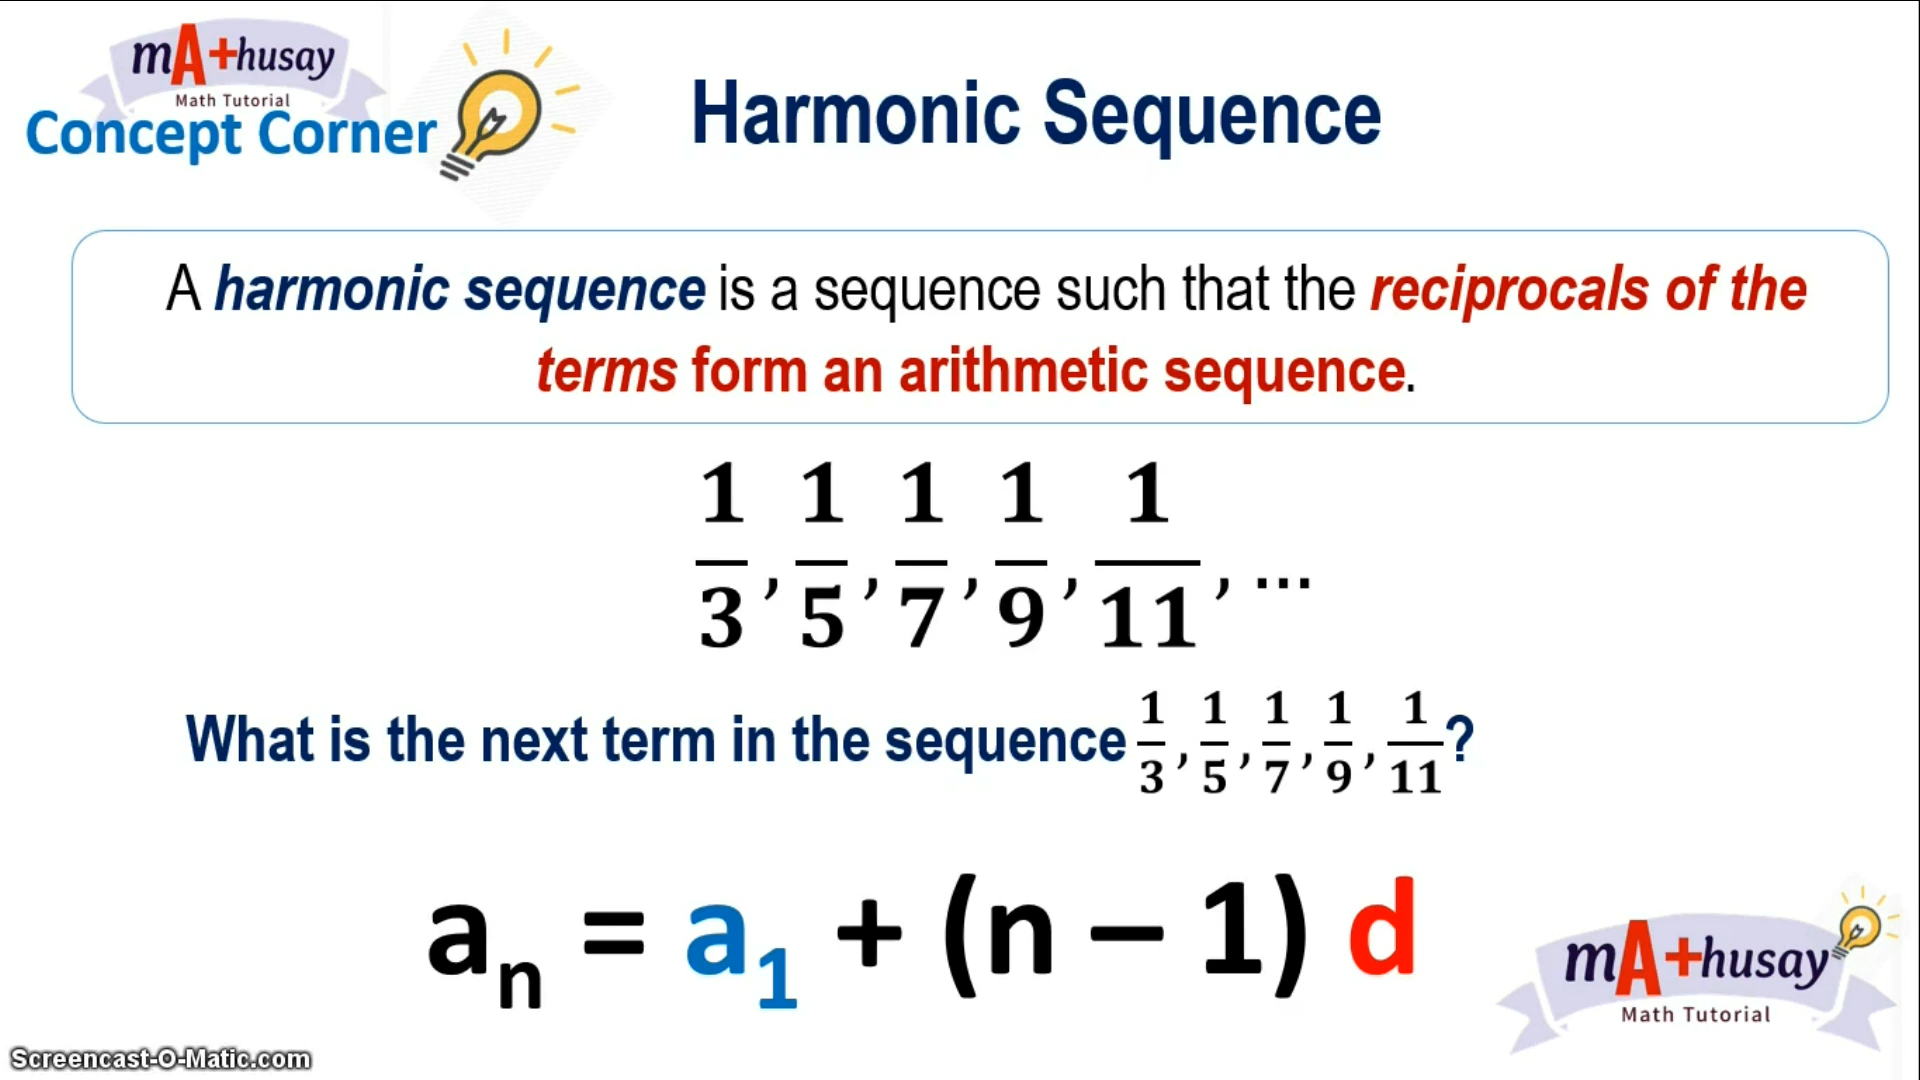 mA+husay
Math Tutorial
Concept Corner
Harmonic Sequence
A harmonic sequence is a sequence such that the reciprocals of the
terms form an arithmetic sequence.
1/3, 1/5, 1/7, 1/9, 1/11, ...
What is the next term in the sequence 1/3, 1/5, 1/7, 1/9, 1/11?
aₙ = a₁ + (n – 1) d
mA+husay
Math Tutorial
Screencast-O-Matic.com